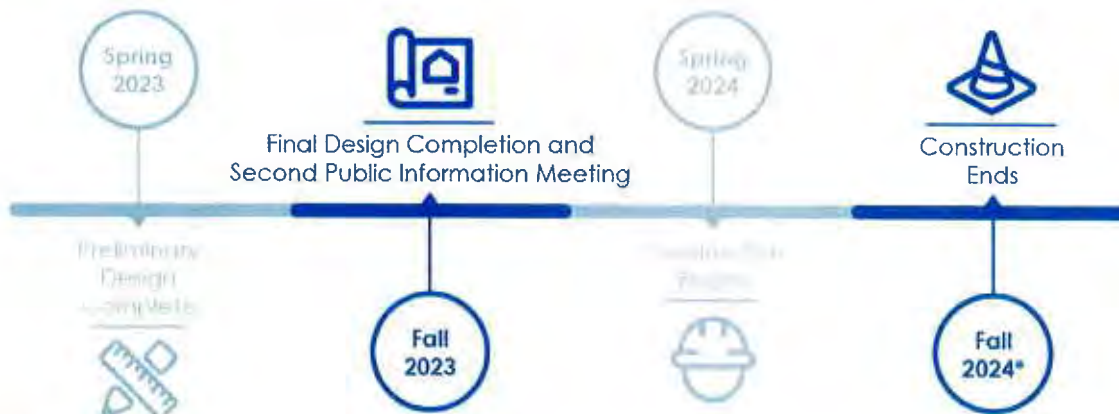 Spring
2023
Final Design Completion and
Second Public Information Meeting
Spring
2024
Construction
Ends
Preliminary
Design
Complete
Fall
2023
Fall
2024*